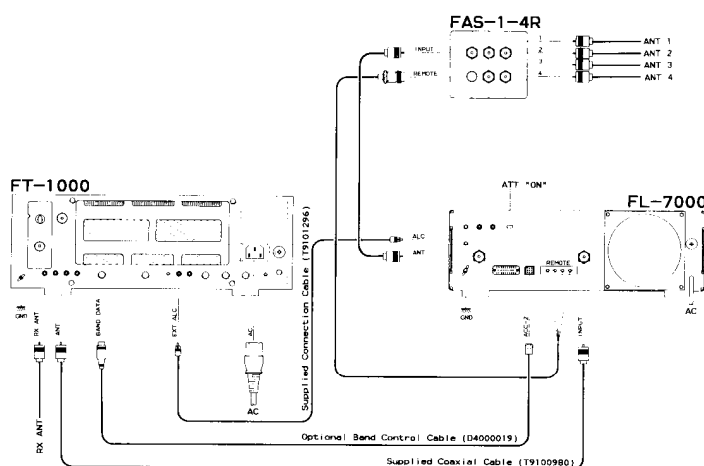 FAS-1-4R
INPUT
REMOTE
1
2
3
4
ANT 1
ANT 2
ANT 3
ANT 4
FT-1000
ATT "ON"
FL-7000
ALC
ANT
REMOTE
AC
GND
RX ANT
ANT
BAND DATA
EXT ALC
AC
AC
Supplied Connection Cable (T9101296)
GND
ACC-2
INPUT
RX ANT
Optional Band Control Cable (D4000019)
Supplied Coaxial Cable (T9100980)